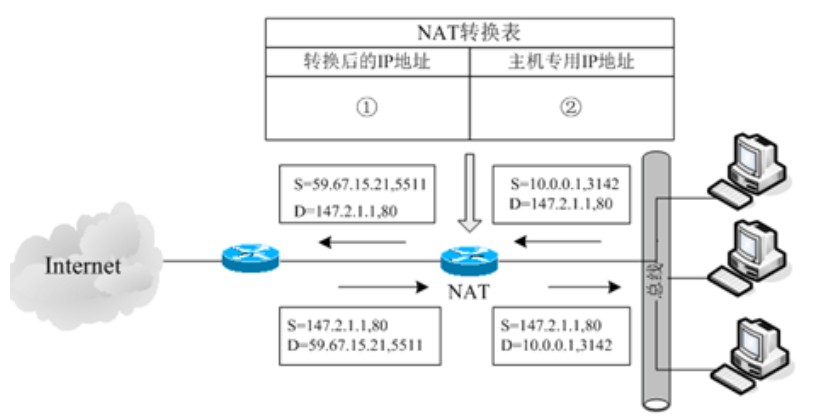 NAT转换表
转换后的IP地址 主机专用IP地址
① ②
S=59.67.15.21,5511
D=147.2.1.1,80
S=10.0.0.1,3142
D=147.2.1.1,80
Internet
NAT
总线
S=147.2.1.1,80
D=59.67.15.21,5511
S=147.2.1.1,80
D=10.0.0.1,3142